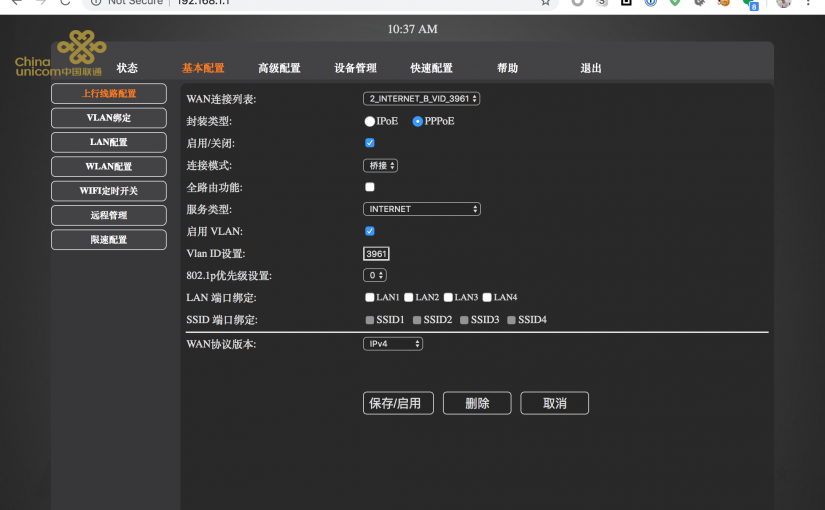 Not Secure | 192.168.1.1
8
10:37 AM
China
unicom中国联通
状态 基本配置 高级配置 设备管理 快速配置 帮助 退出
上行线路配置
VLAN绑定
LAN配置
WLAN配置
WIFI定时开关
远程管理
限速配置
WAN连接列表: 2_INTERNET_B_VID_3961
封装类型: IPoE PPPoE
启用/关闭:
连接模式: 桥接
全路由功能:
服务类型: INTERNET
启用 VLAN:
Vlan ID设置: 3961
802.1p优先级设置: 0
LAN 端口绑定: LAN1 LAN2 LAN3 LAN4
SSID 端口绑定: SSID1 SSID2 SSID3 SSID4
WAN协议版本: IPv4
保存/启用 删除 取消